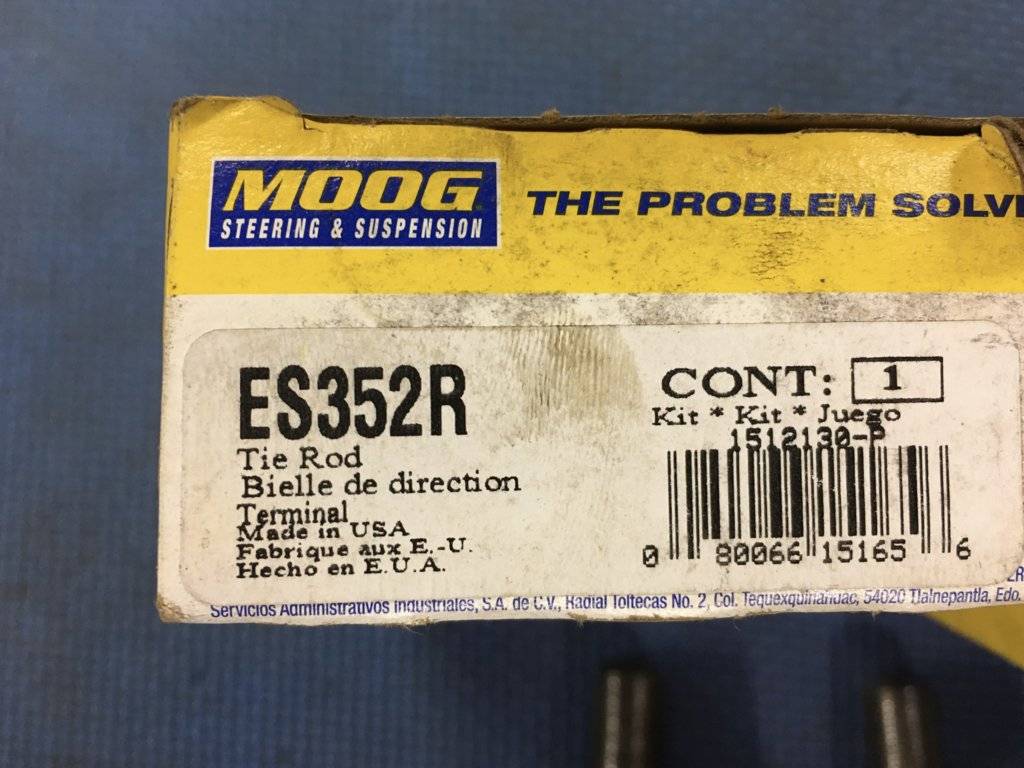 MOOG
STEERING & SUSPENSION
THE PROBLEM SOLV
ES352R
Tie Rod
Bielle de direction
Terminal
Made in USA
Fabrique aux E.-U.
Hecho en E.U.A.
CONT: 1
Kit * Kit * Juego
1512130-P
0 80066 15165 6
Servicios Administrativos Industriales, S.A. de C.V., Radial Toltecas No. 2, Col. Tequexquinahuac, 54020 Tlalnepantla, Edo.